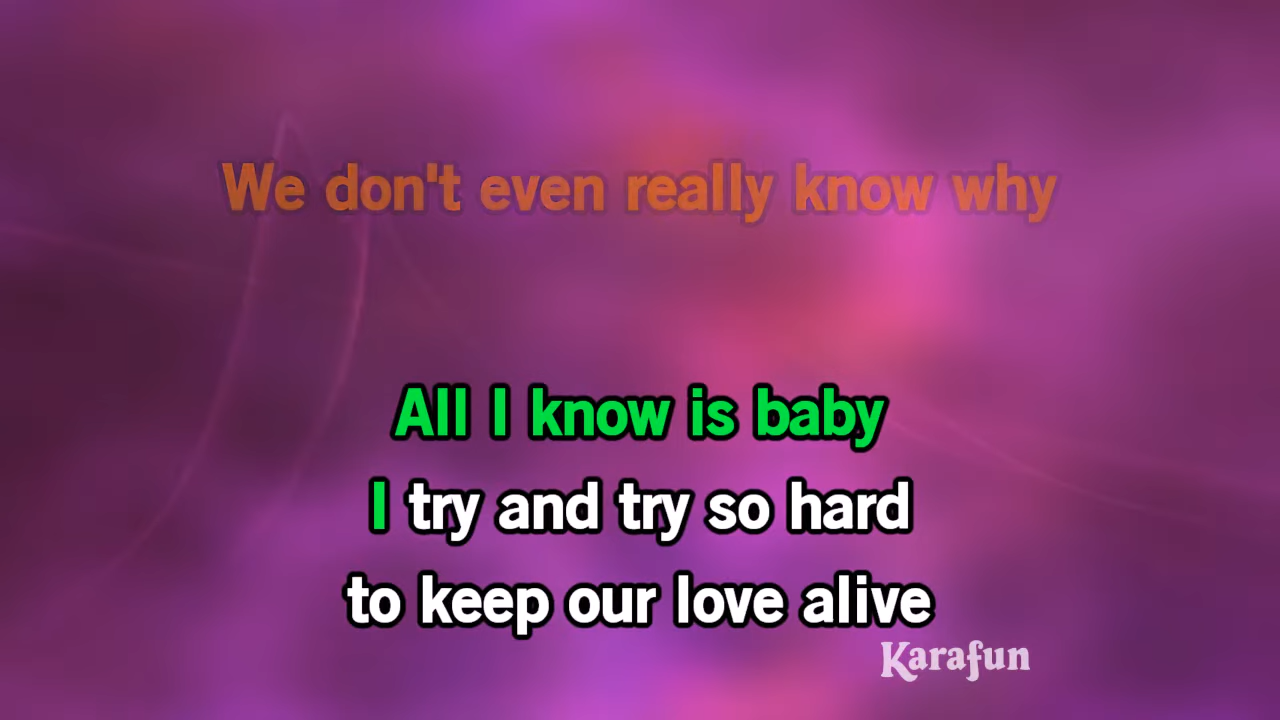 We don't even really know why
All I know is baby
I try and try so hard
to keep our love alive
Karafun